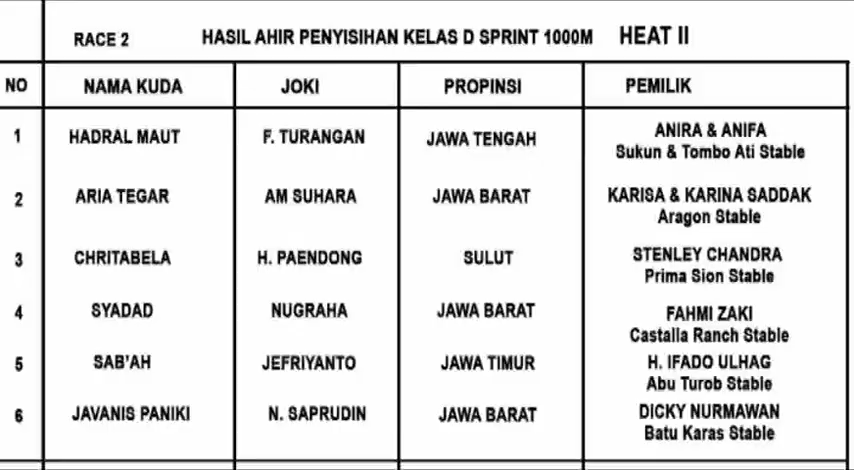 RACE 2 HASIL AHIR PENYISIHAN KELAS D SPRINT 1000M HEAT II
NO NAMA KUDA JOKI PROPINSI PEMILIK
1 HADRAL MAUT F. TURANGAN JAWA TENGAH ANIRA & ANIFA
Sukun & Tombo Ati Stable
2 ARIA TEGAR AM SUHARA JAWA BARAT KARISA & KARINA SADDAK
Aragon Stable
3 CHRITABELA H. PAENDONG SULUT STENLEY CHANDRA
Prima Sion Stable
4 SYADAD NUGRAHA JAWA BARAT FAHMI ZAKI
Castalla Ranch Stable
5 SAB'AH JEFRIYANTO JAWA TIMUR H. IFADO ULHAG
Abu Turob Stable
6 JAVANIS PANIKI N. SAPRUDIN JAWA BARAT DICKY NURMAWAN
Batu Karas Stable